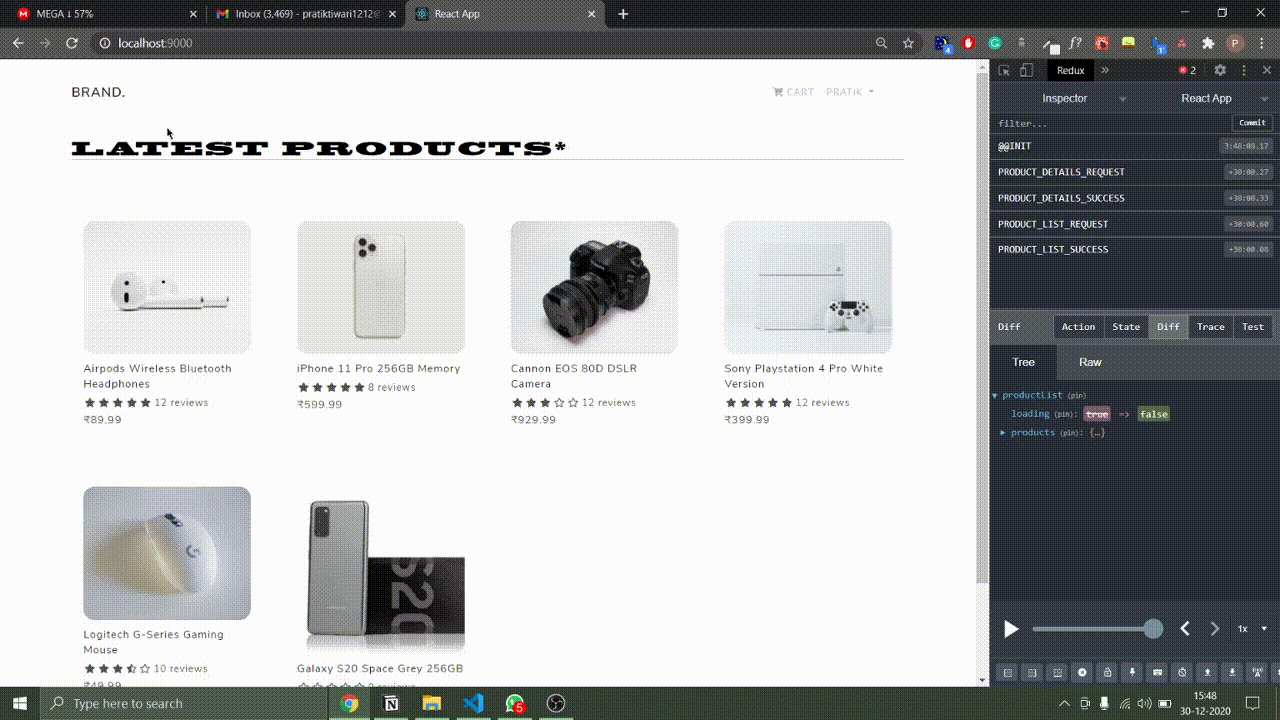 MEGA ↓ 57%
Inbox (3,469) - pratiktiwari1212@
React App
localhost:9000
BRAND.
CART PRATIK
LATEST PRODUCTS*
Airpods Wireless Bluetooth
Headphones
12 reviews
₹89.99
iPhone 11 Pro 256GB Memory
8 reviews
₹599.99
Cannon EOS 80D DSLR
Camera
12 reviews
₹929.99
Sony Playstation 4 Pro White
Version
12 reviews
₹399.99
Logitech G-Series Gaming
Mouse
10 reviews
₹49.99
S20
Galaxy S20 Space Grey 256GB
Redux
2
Inspector
React App
filter...
Commit
@@INIT 3:48:09.17
PRODUCT_DETAILS_REQUEST +30:00.27
PRODUCT_DETAILS_SUCCESS +30:00.33
PRODUCT_LIST_REQUEST +30:00.60
PRODUCT_LIST_SUCCESS +30:00.08
Diff Action State Diff Trace Test
Tree Raw
productList (pin)
loading (pin): true => false
products (pin): {…}
1x
Type here to search
5
15:48
30-12-2020